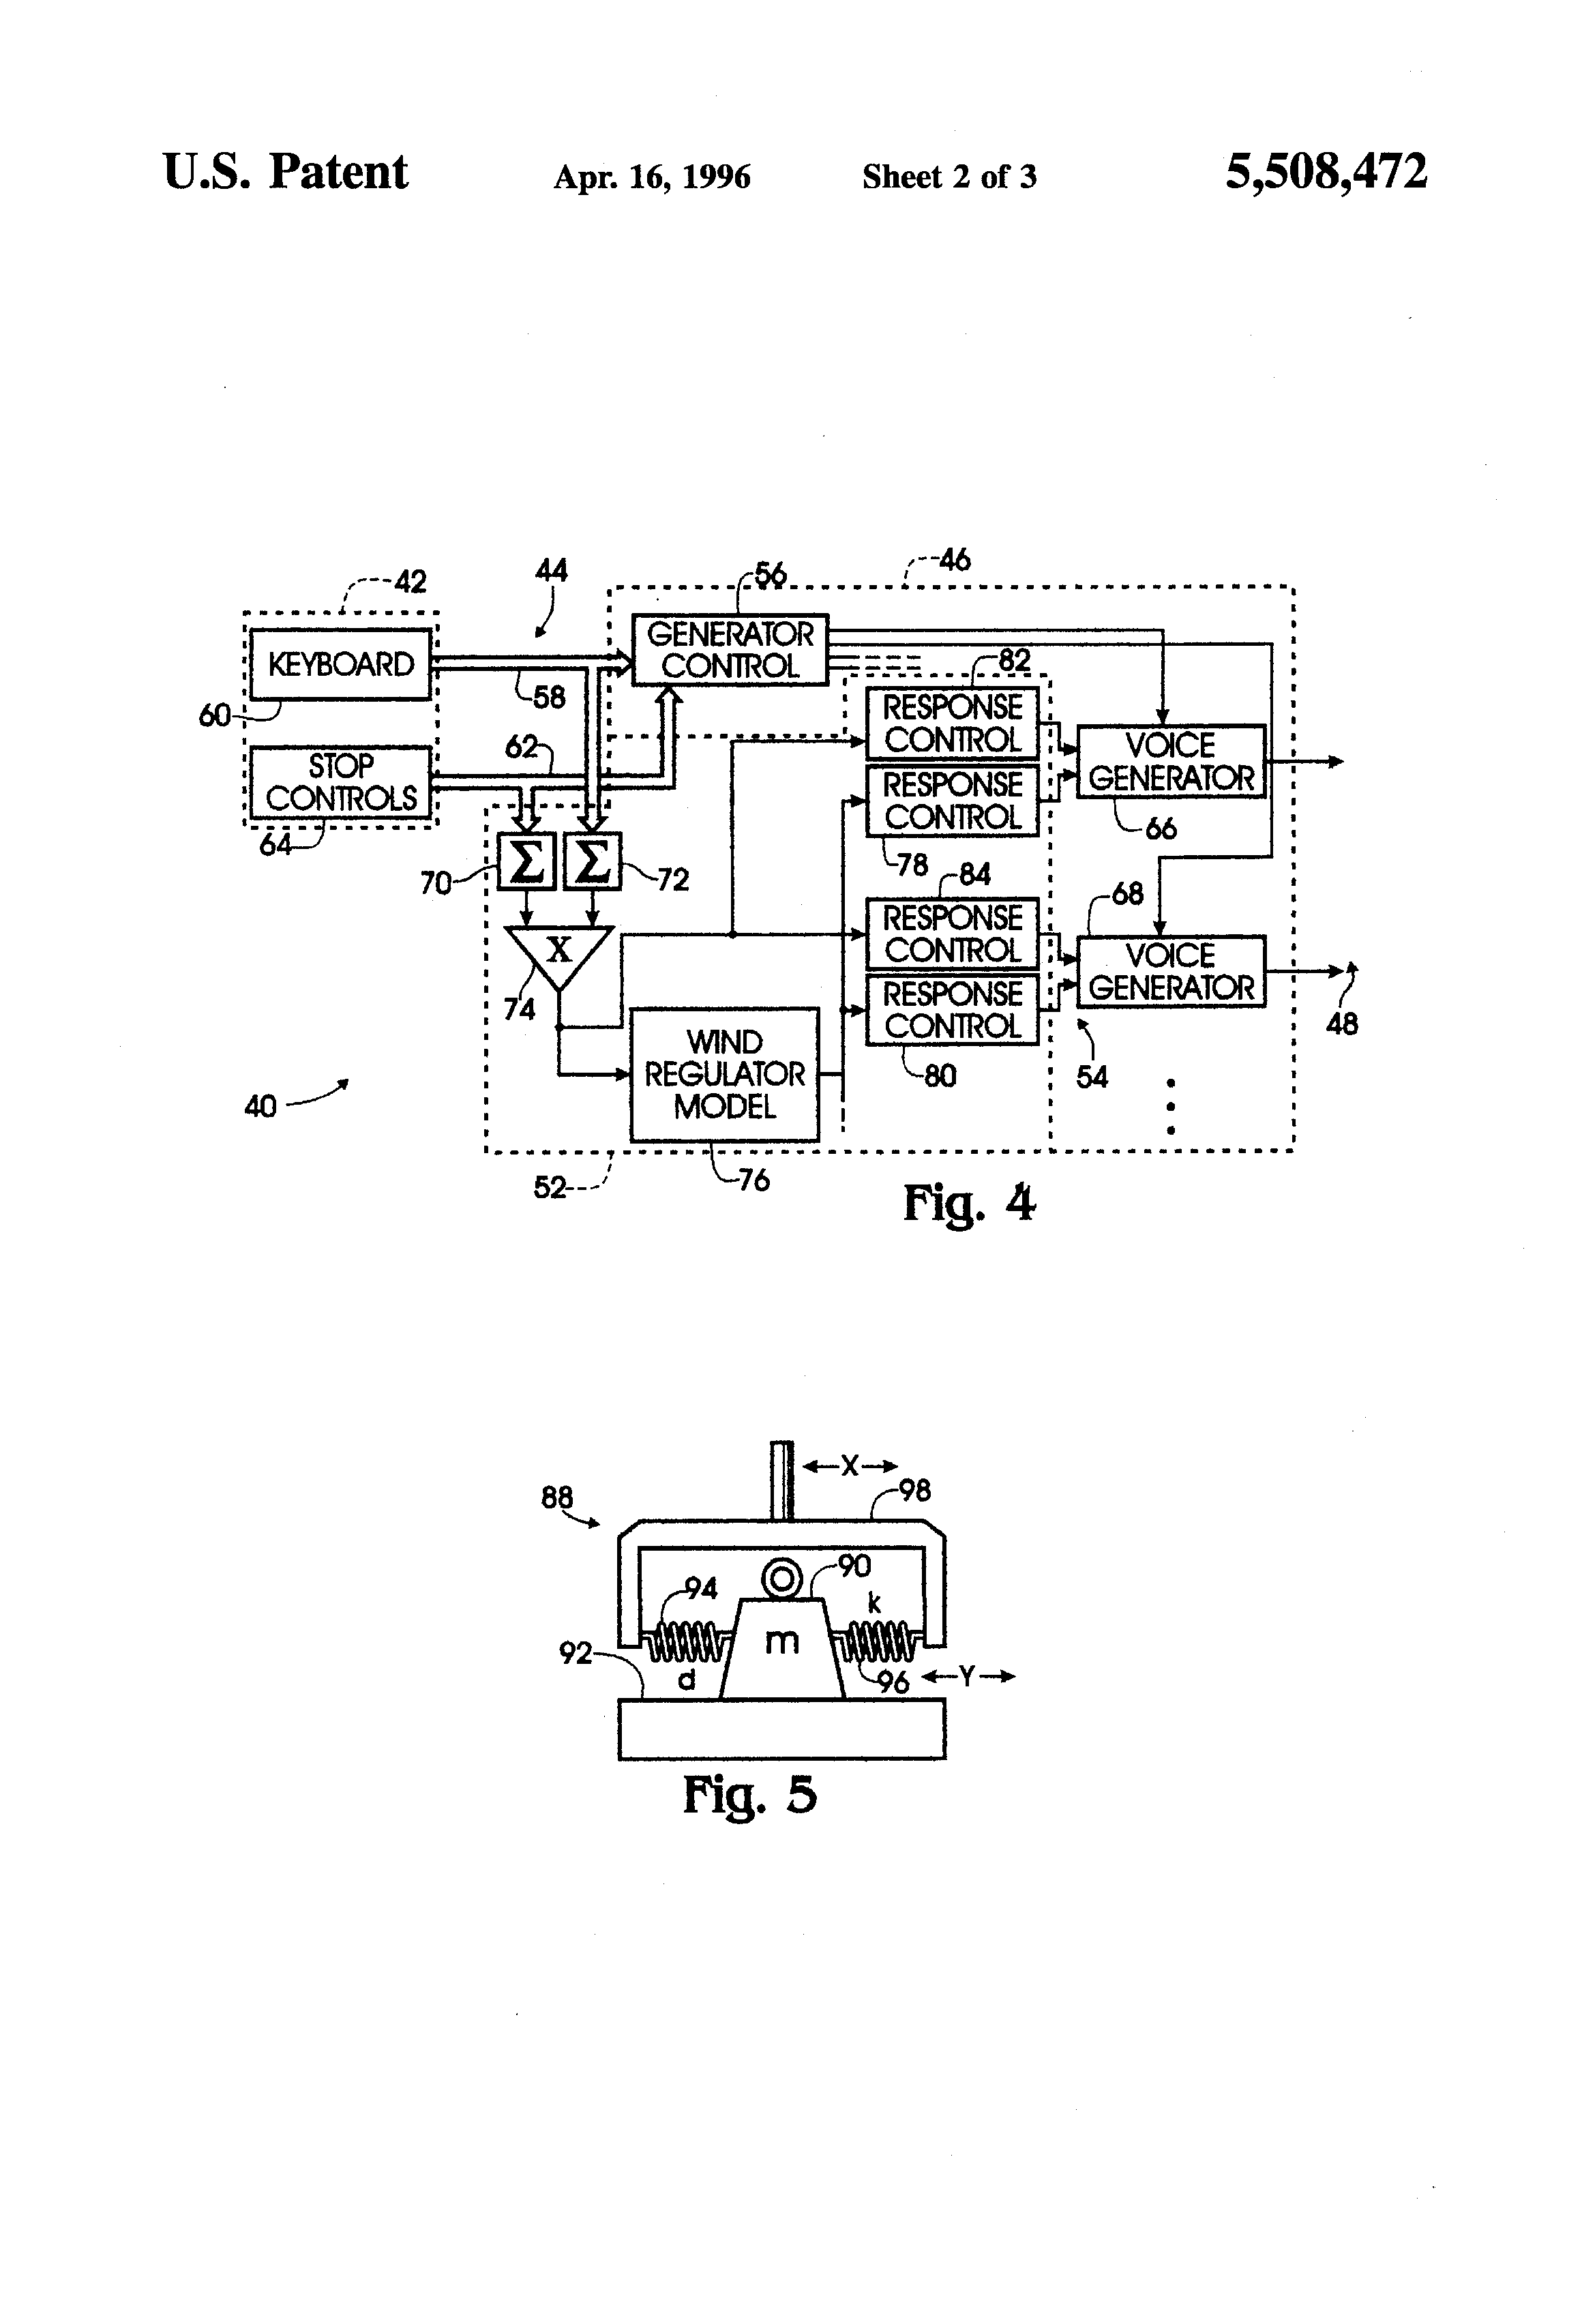 U.S. Patent Apr. 16, 1996 Sheet 2 of 3 5,508,472
42
44
56
46
KEYBOARD
GENERATOR
CONTROL
60
58
82
STOP
CONTROLS
62
64
RESPONSE
CONTROL
RESPONSE
CONTROL
78
VOICE
GENERATOR
66
70
Σ
Σ
72
84
68
X
74
RESPONSE
CONTROL
RESPONSE
CONTROL
80
VOICE
GENERATOR
48
54
WIND
REGULATOR
MODEL
40
52
76
Fig. 4
X
88
98
94
90
k
92
m
d
96
Y
Fig. 5